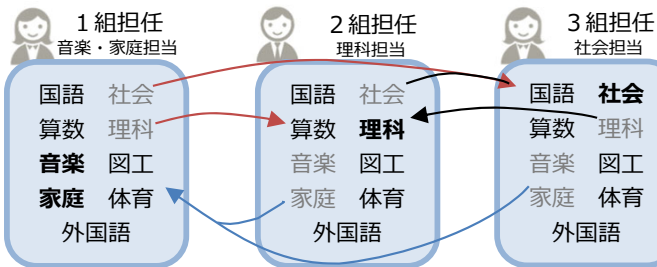 1組担任
音楽・家庭担当
国語 社会
算数 理科
音楽 図工
家庭 体育
外国語
2組担任
理科担当
国語 社会
算数 理科
音楽 図工
家庭 体育
外国語
3組担任
社会担当
国語 社会
算数 理科
音楽 図工
家庭 体育
外国語